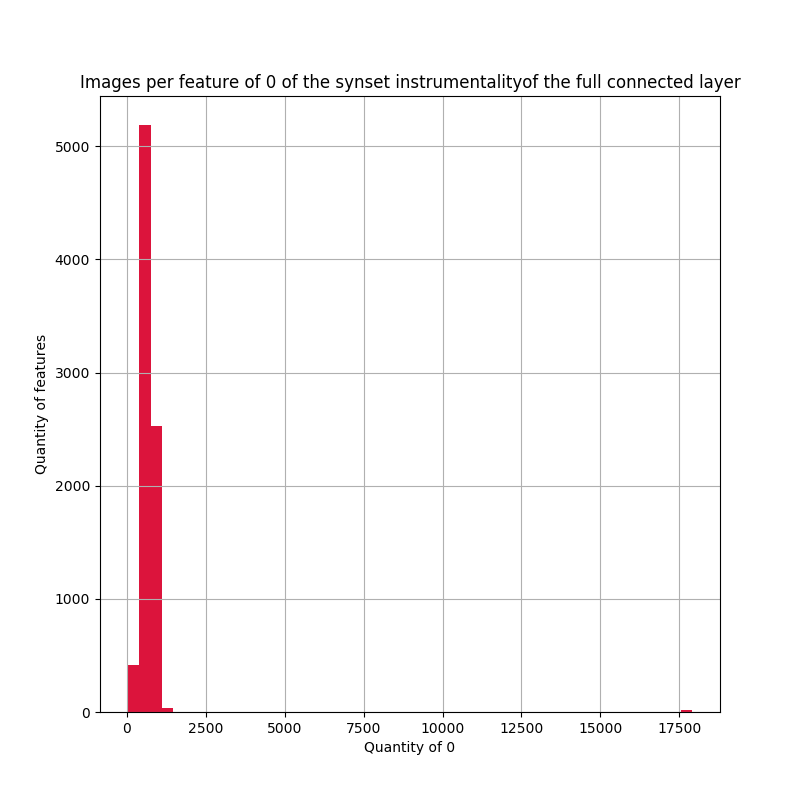 Images per feature of 0 of the synset instrumentalityof the full connected layer
Quantity of features
5000
4000
3000
2000
1000
0
0 2500 5000 7500 10000 12500 15000 17500
Quantity of 0